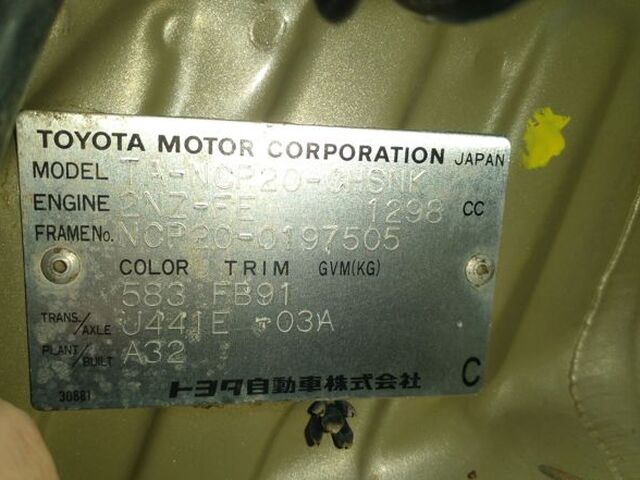 TOYOTA MOTOR CORPORATION JAPAN
MODEL TA-NCP20-CHSNK
ENGINE 2NZ-FE 1298 CC
FRAME No. NCP20-0197505
COLOR TRIM GVM(KG)
583 FB91
TRANS./AXLE U441E -03A
PLANT/BUILT A32
30881 トヨタ自動車株式会社 C